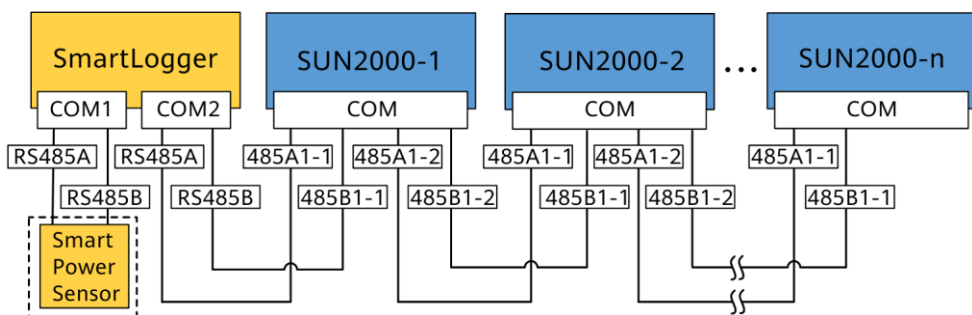 SmartLogger
SUN2000-1
SUN2000-2
...
SUN2000-n
COM1
COM2
COM
COM
COM
RS485A
RS485A
485A1-1
485A1-2
485A1-1
485A1-2
485A1-1
RS485B
RS485B
485B1-1
485B1-2
485B1-1
485B1-2
485B1-1
Smart
Power
Sensor